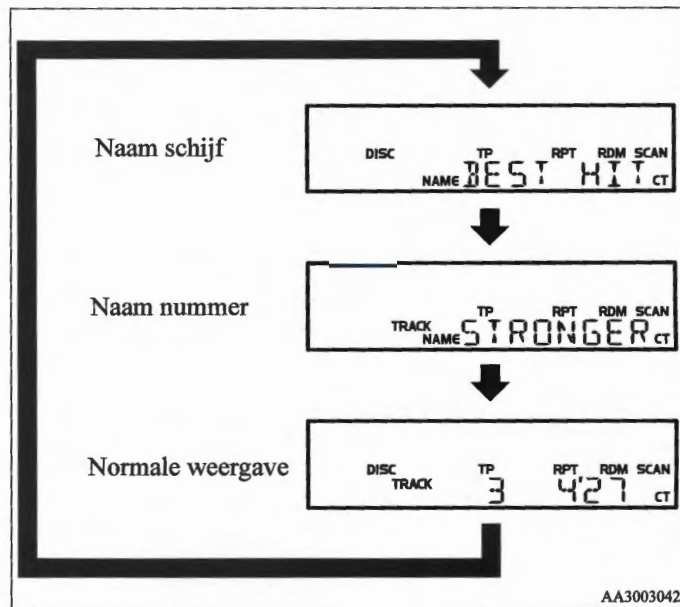 Naam schijf
DISC TP RPT RDM SCAN
NAME BEST HIT CT
Naam nummer
TP RPT RDM SCAN
TRACK
NAME STRONGER CT
Normale weergave
DISC TP RPT RDM SCAN
TRACK 3 4'27 CT
AA3003042